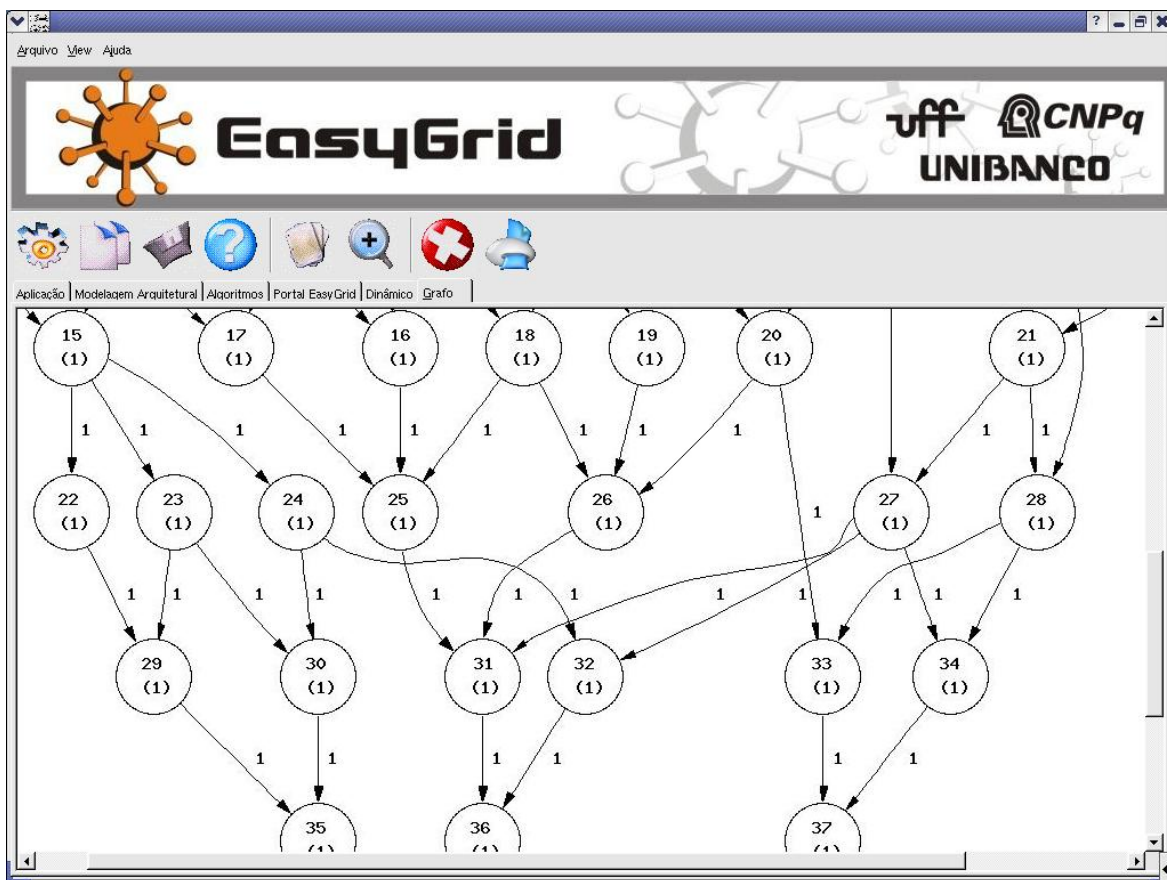 ?
Arquivo View Ajuda
EasyGrid
uff CNPq
UNIBANCO
?
Aplicação Modelagem Arquitetural Algoritmos Portal EasyGrid Dinâmico Grafo
15 17 16 18 19 20 21
(1) (1) (1) (1) (1) (1) (1)
1 1 1 1 1 1 1 1 1 1 1
22 23 24 25 26 27 28
(1) (1) (1) (1) (1) (1) (1)
1
1 1 1 1 1 1 1 1 1 1 1 1
29 30 31 32 33 34
(1) (1) (1) (1) (1) (1)
1 1 1 1 1 1
35 36 37
(1) (1) (1)